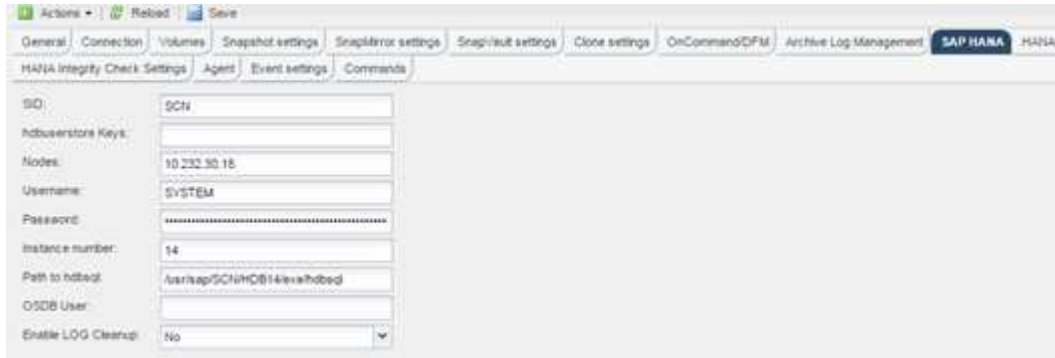 Actions Reload Save
General Connection Volumes Snapshot settings SnapMirror settings SnapVault settings Clone settings OnCommand/DFM Archive Log Management SAP HANA HANA
HANA Integrity Check Settings Agent Event settings Commands
SID: SCN
hdbuserstore Keys:
Nodes: 10.232.30.18
Username: SYSTEM
Password: 
Instance number: 14
Path to hdbsql: /usr/sap/SCN/HDB14/exe/hdbsql
OSDB User:
Enable LOG Cleanup: No